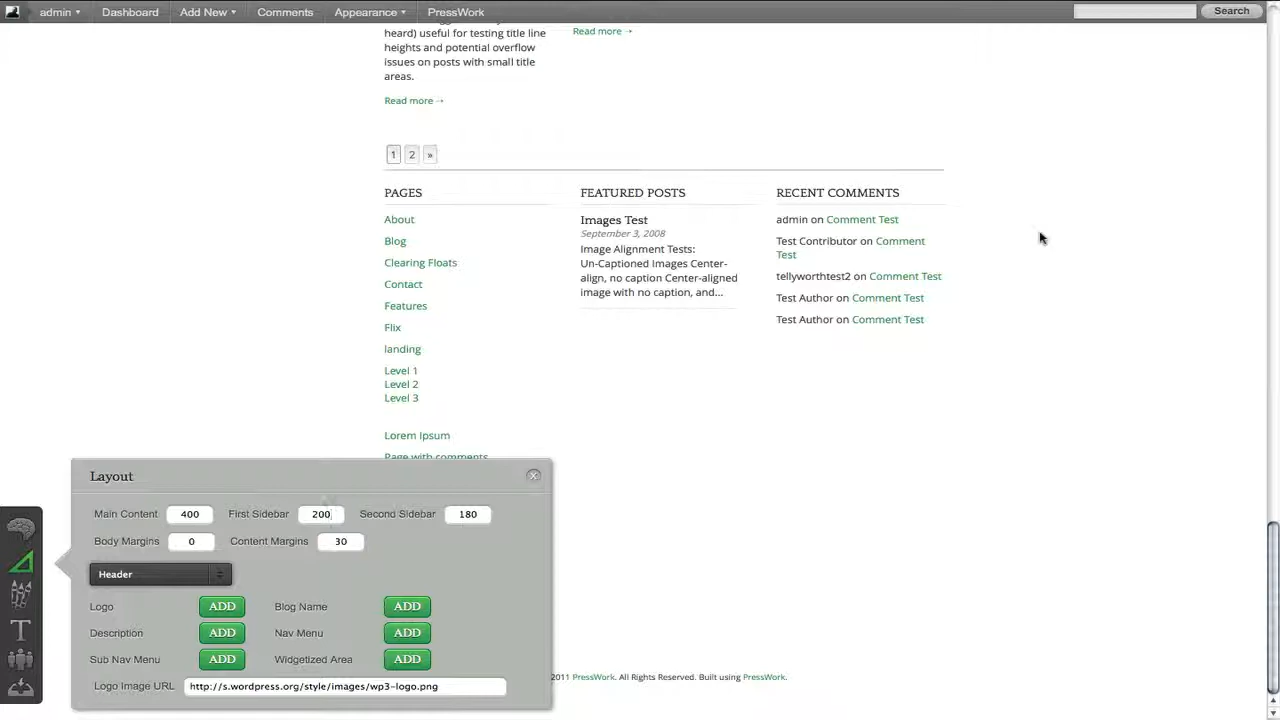 admin Dashboard Add New Comments Appearance PressWork Search
heard) useful for testing title line
heights and potential overflow
issues on posts with small title
areas.
Read more →
Read more →
1 2 »
PAGES
About
Blog
Clearing Floats
Contact
Features
Flix
landing
Level 1
Level 2
Level 3
Lorem Ipsum
Page with comments
FEATURED POSTS
Images Test
September 3, 2008
Image Alignment Tests:
Un-Captioned Images Center-
align, no caption Center-aligned
image with no caption, and...
RECENT COMMENTS
admin on Comment Test
Test Contributor on Comment
Test
tellyworthtest2 on Comment Test
Test Author on Comment Test
Test Author on Comment Test
Layout
Main Content 400 First Sidebar 200 Second Sidebar 180
Body Margins 0 Content Margins 30
Header
Logo ADD Blog Name ADD
Description ADD Nav Menu ADD
Sub Nav Menu ADD Widgetized Area ADD
Logo Image URL http://s.wordpress.org/style/images/wp3-logo.png
T
2011 PressWork. All Rights Reserved. Built using PressWork.